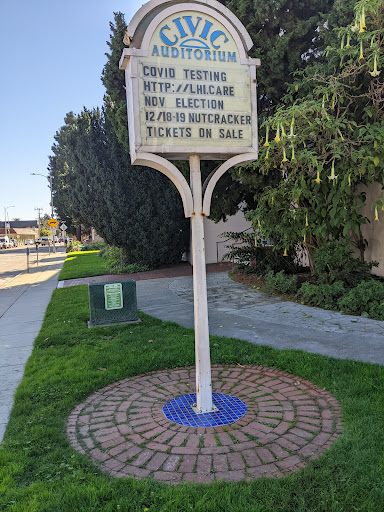 CIVIC
AUDITORIUM
COVID TESTING
HTTP://LHI.CARE
NOV ELECTION
12/18-19 NUTCRACKER
TICKETS ON SALE